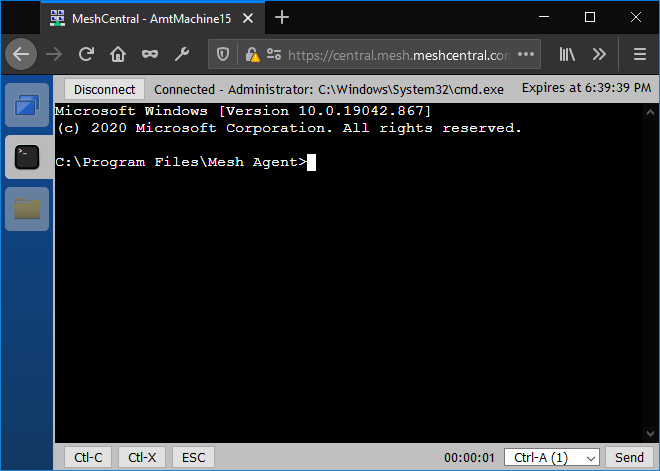 MeshCentral - AmtMachine15
https://central.mesh.meshcentral.con
Disconnect
Connected - Administrator: C:\Windows\System32\cmd.exe
Expires at 6:39:39 PM
Microsoft Windows [Version 10.0.19042.867]
(c) 2020 Microsoft Corporation. All rights reserved.
C:\Program Files\Mesh Agent>
Ctl-C
Ctl-X
ESC
00:00:01
Ctrl-A (1)
Send